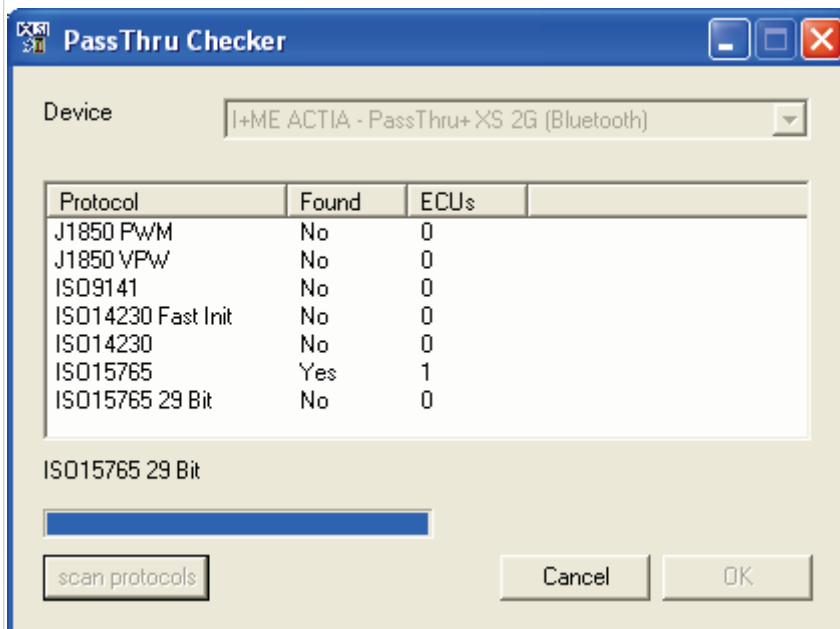 PassThru Checker
Device I+ME ACTIA - PassThru+ XS 2G (Bluetooth)
Protocol Found ECUs
J1850 PWM No 0
J1850 VPW No 0
ISO9141 No 0
ISO14230 Fast Init No 0
ISO14230 No 0
ISO15765 Yes 1
ISO15765 29 Bit No 0
ISO15765 29 Bit
scan protocols Cancel OK